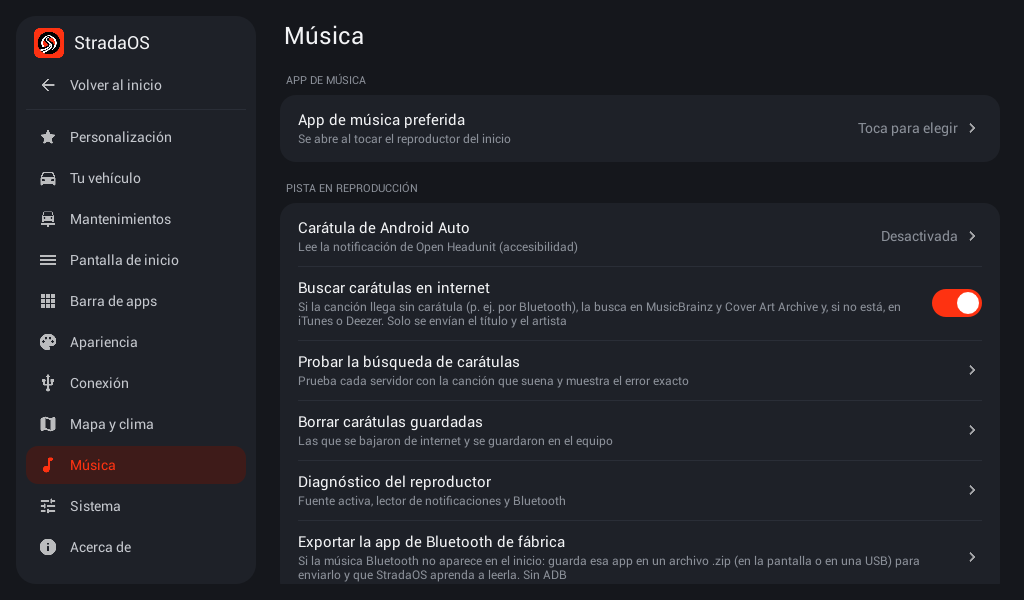 StradaOS
Volver al inicio
Personalización
Tu vehículo
Mantenimientos
Pantalla de inicio
Barra de apps
Apariencia
Conexión
Mapa y clima
Música
Sistema
Acerca de
Música
APP DE MÚSICA
App de música preferida
Se abre al tocar el reproductor del inicio
Toca para elegir
PISTA EN REPRODUCCIÓN
Carátula de Android Auto
Lee la notificación de Open Headunit (accesibilidad)
Desactivada
Buscar carátulas en internet
Si la canción llega sin carátula (p. ej. por Bluetooth), la busca en MusicBrainz y Cover Art Archive y, si no está, en
iTunes o Deezer. Solo se envían el título y el artista
Probar la búsqueda de carátulas
Prueba cada servidor con la canción que suena y muestra el error exacto
Borrar carátulas guardadas
Las que se bajaron de internet y se guardaron en el equipo
Diagnóstico del reproductor
Fuente activa, lector de notificaciones y Bluetooth
Exportar la app de Bluetooth de fábrica
Si la música Bluetooth no aparece en el inicio: guarda esa app en un archivo .zip (en la pantalla o en una USB) para
enviarlo y que StradaOS aprenda a leerla. Sin ADB